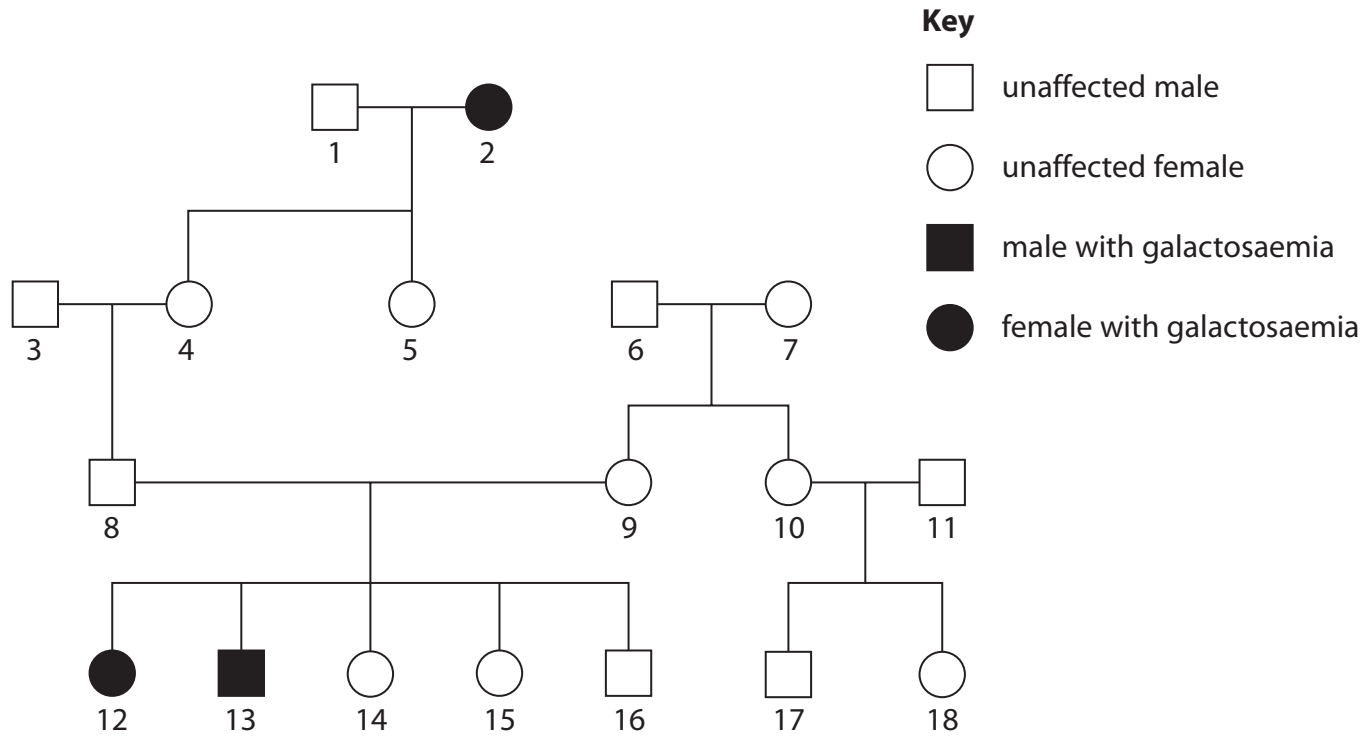 Key
unaffected male
unaffected female
male with galactosaemia
female with galactosaemia
1 2
3 4 5 6 7
8 9 10 11
12 13 14 15 16 17 18